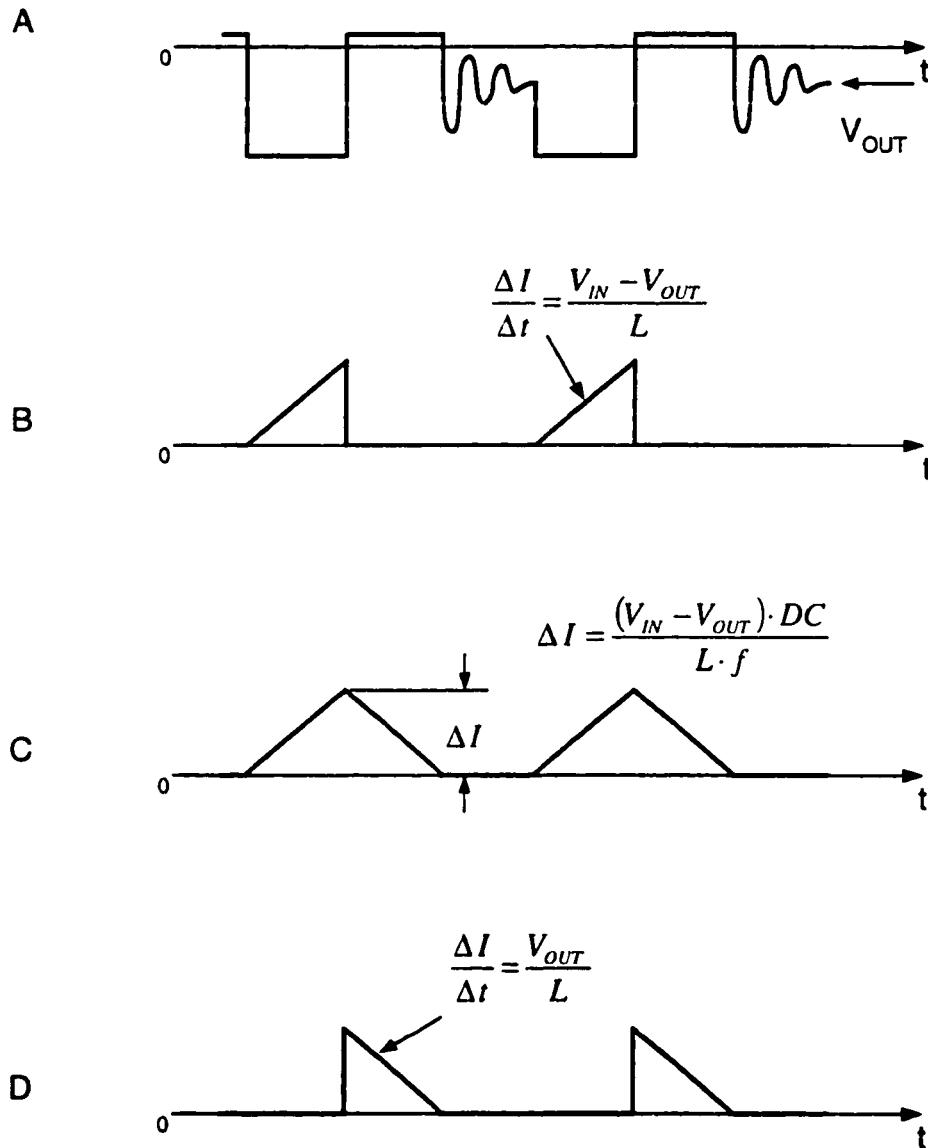 A
0
t
V_OUT
ΔI/Δt = (V_IN − V_OUT)/L
B
0
t
ΔI = (V_IN − V_OUT) · DC/(L · f)
C
ΔI
0
t
ΔI/Δt = V_OUT/L
D
0
t